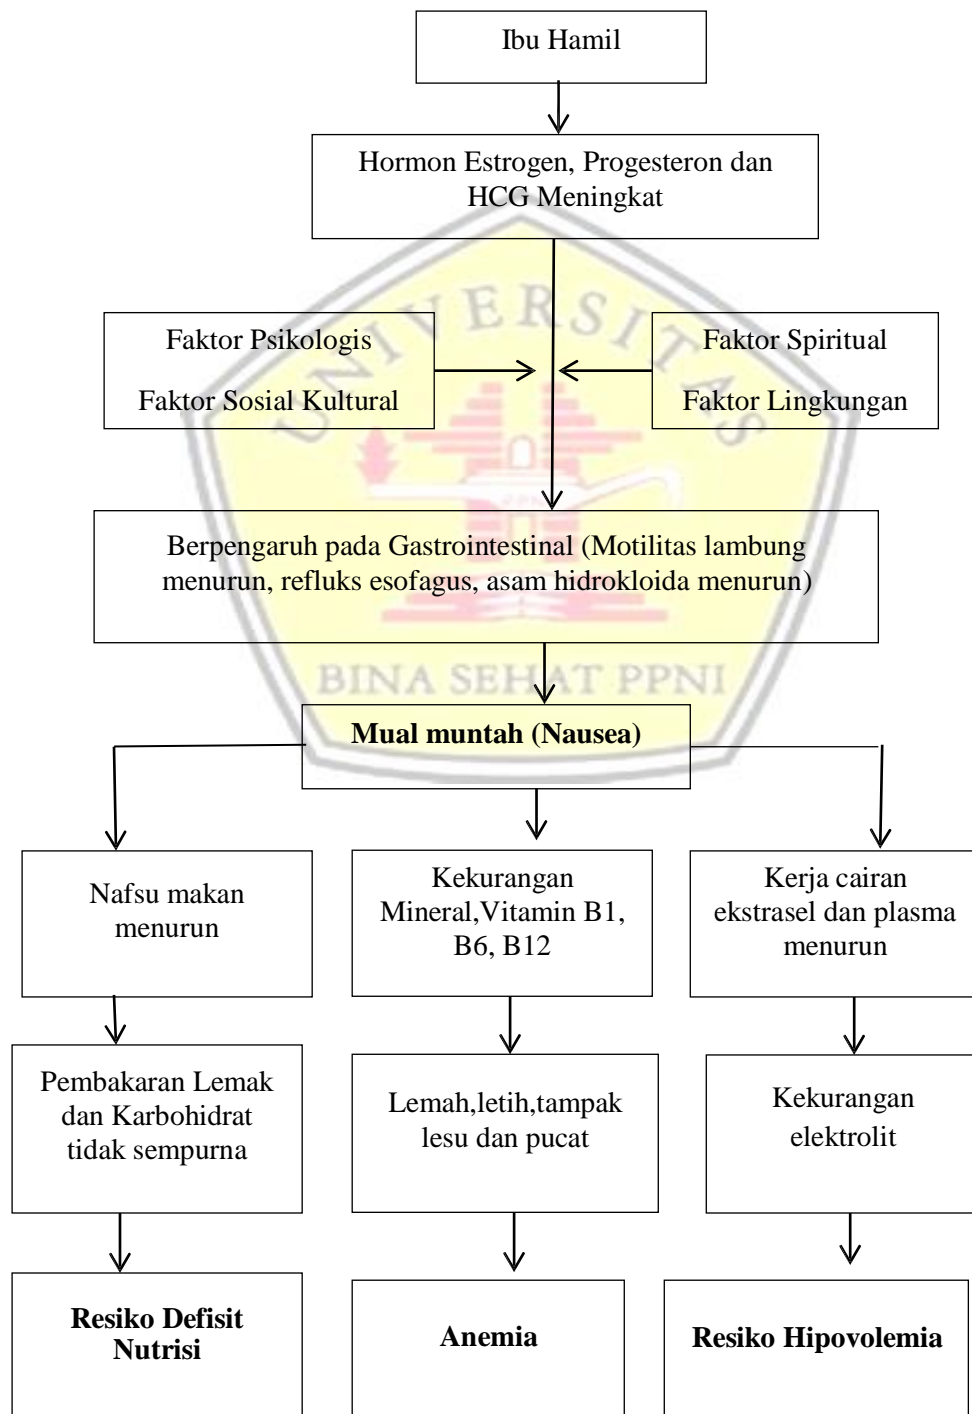 Ibu Hamil
Hormon Estrogen, Progesteron dan
HCG Meningkat
UNIVERSITAS
Faktor Psikologis
Faktor Sosial Kultural
Faktor Spiritual
Faktor Lingkungan
Berpengaruh pada Gastrointestinal (Motilitas lambung
menurun, refluks esofagus, asam hidrokloida menurun)
BINA SEHAT PPNI
Mual muntah (Nausea)
Nafsu makan
menurun
Kekurangan
Mineral,Vitamin B1,
B6, B12
Kerja cairan
ekstrasel dan plasma
menurun
Pembakaran Lemak
dan Karbohidrat
tidak sempurna
Lemah,letih,tampak
lesu dan pucat
Kekurangan
elektrolit
Resiko Defisit
Nutrisi
Anemia
Resiko Hipovolemia